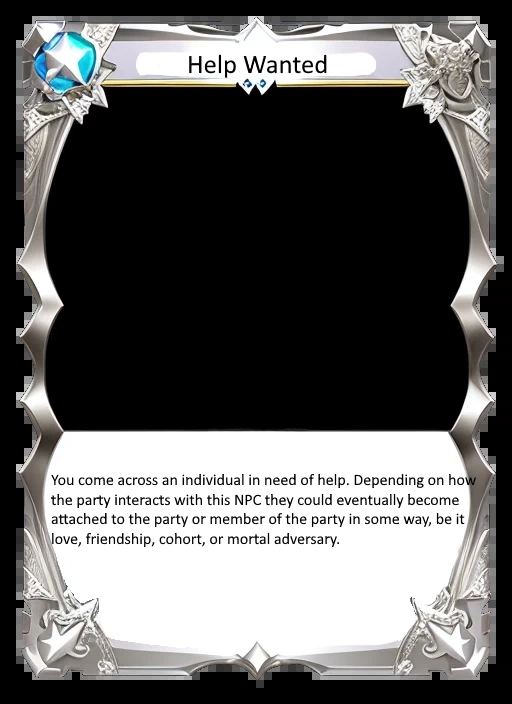 Help Wanted
You come across an individual in need of help. Depending on how
the party interacts with this NPC they could eventually become
attached to the party or member of the party in some way, be it
love, friendship, cohort, or mortal adversary.